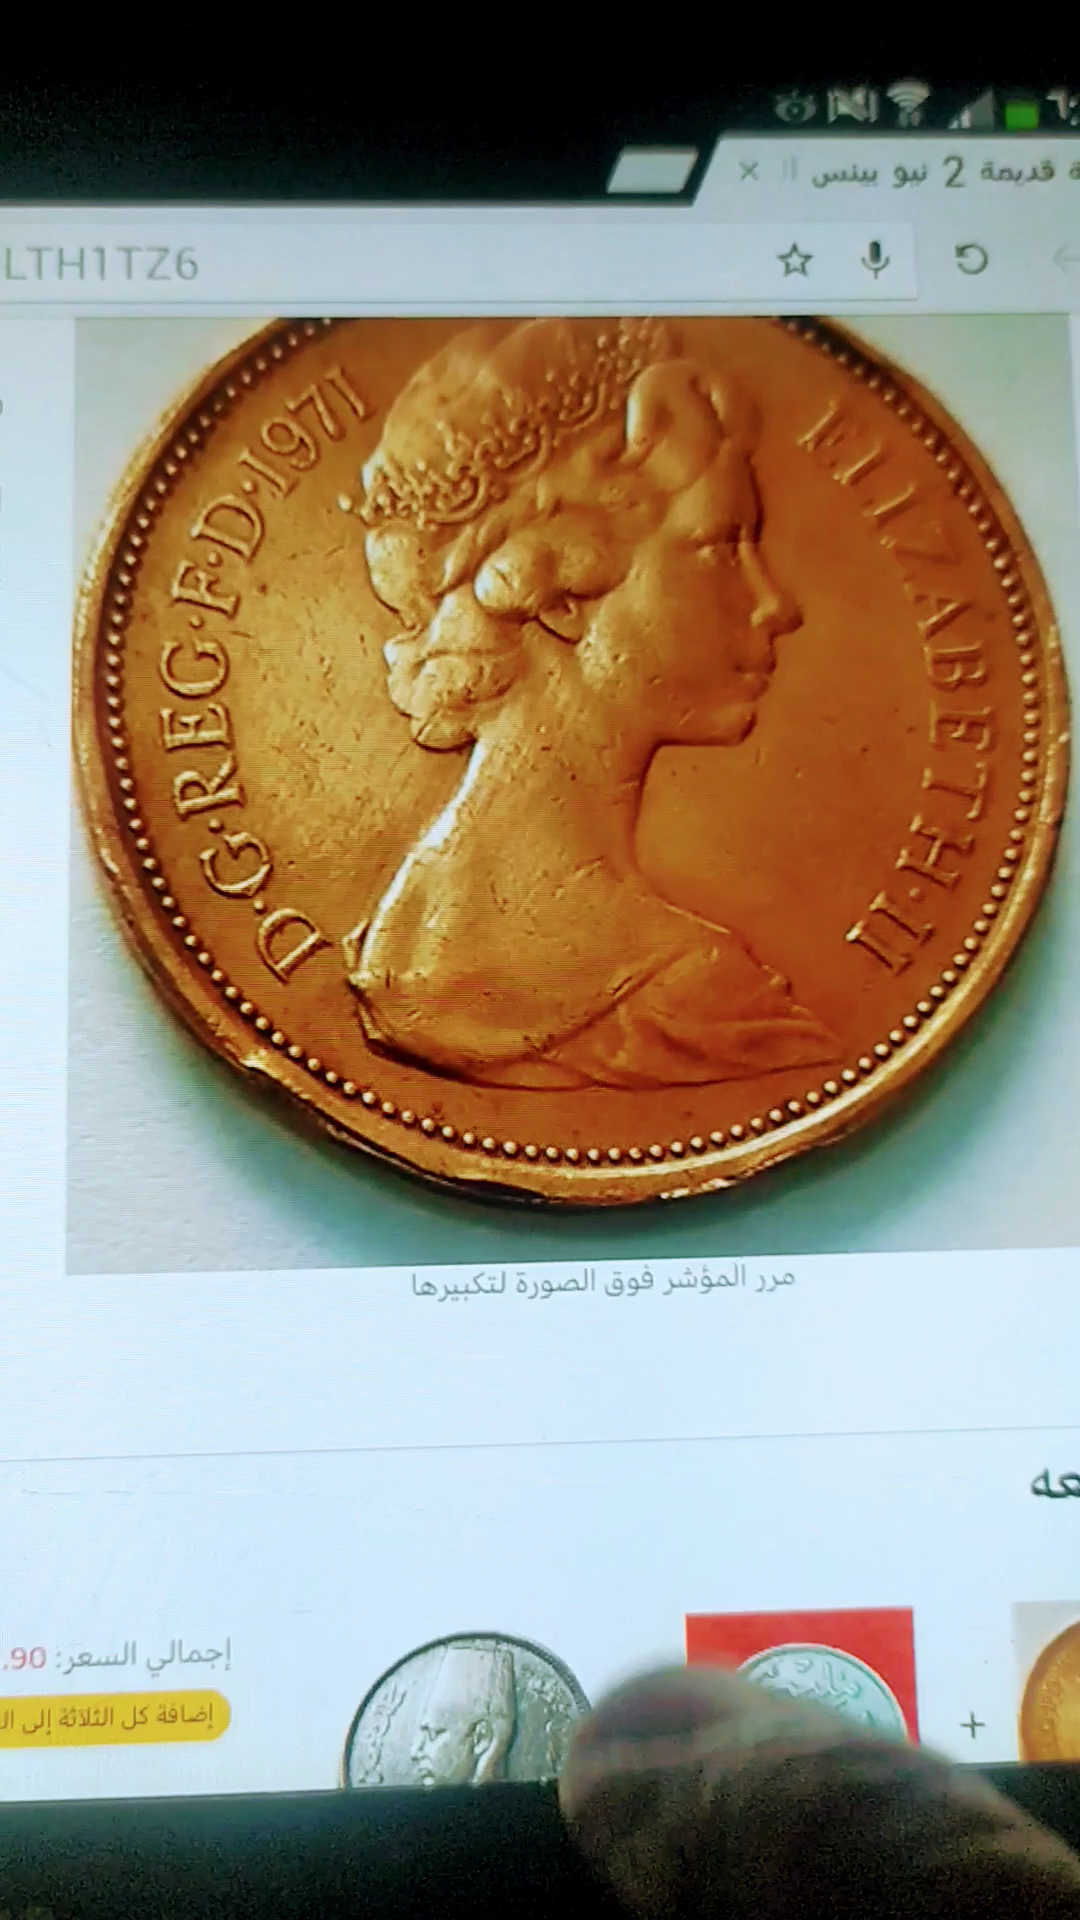 قديمة 2 نيو بينس
LTH1TZ6
D·G·REG·F·D·1971
ELIZABETH·II
مرر المؤشر فوق الصورة لتكبيرها
إجمالي السعر: .90
إضافة كل الثلاثة إلى
+